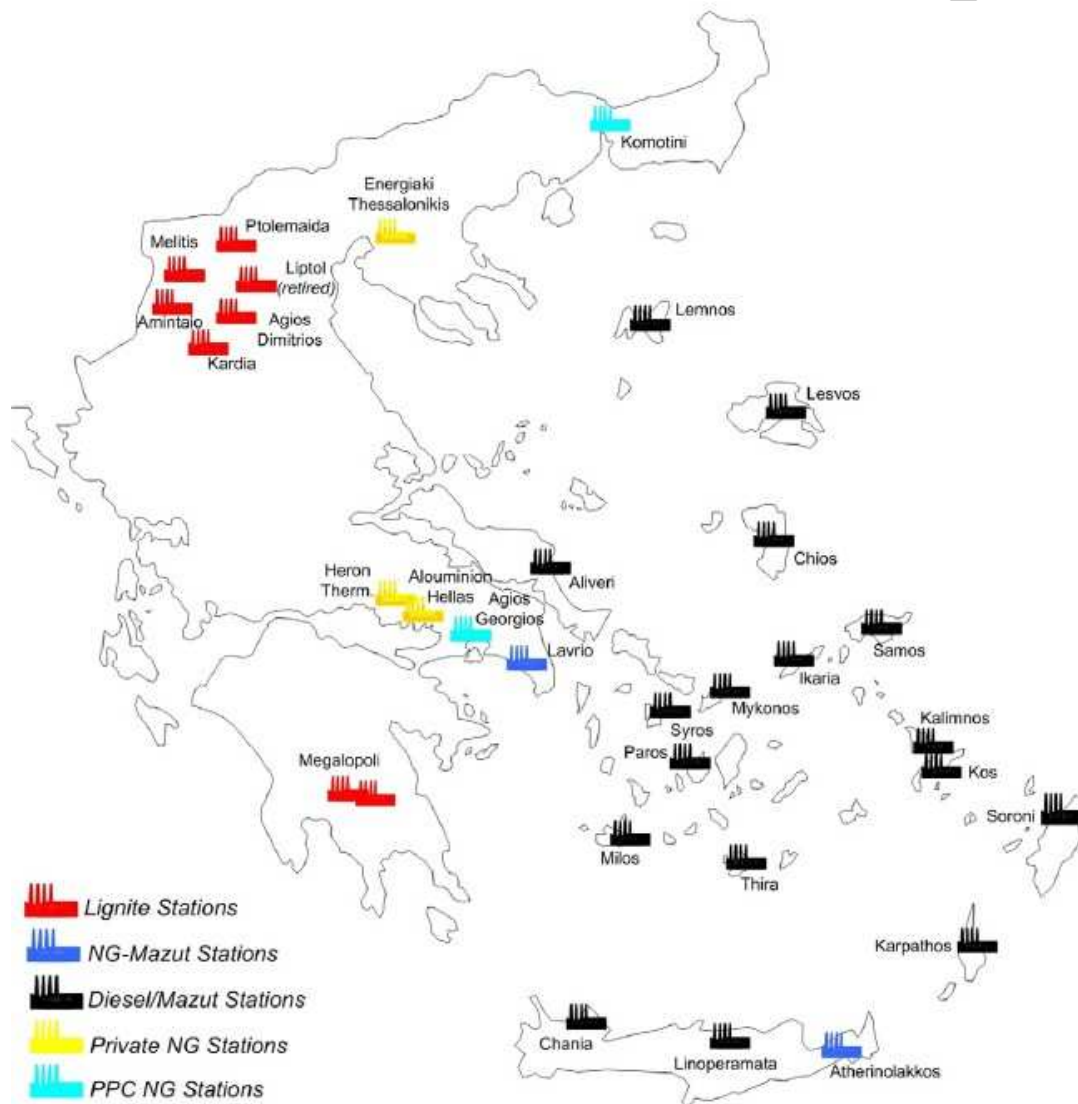 Komotini
Energiaki
Thessalonikis
Ptolemaida
Melitis
Liptol
(retired)
Amintaio
Agios
Dimitrios
Kardia
Lemnos
Lesvos
Chios
Aliveri
Heron
Therm.
Alouminion
Hellas
Agios
Georgios
Lavrio
Samos
Ikaria
Mykonos
Syros
Kalimnos
Paros
Kos
Megalopoli
Soroni
Milos
Thira
Karpathos
Chania
Linoperamata
Atherinolakkos
Lignite Stations
NG-Mazut Stations
Diesel/Mazut Stations
Private NG Stations
PPC NG Stations